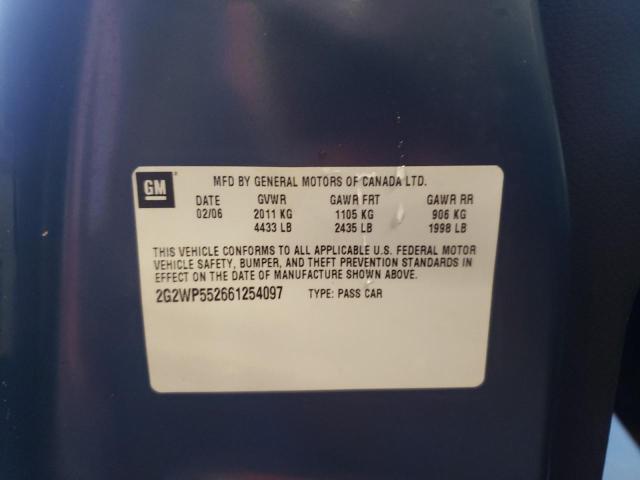 GM
MFD BY GENERAL MOTORS OF CANADA LTD.
DATE GVWR GAWR FRT GAWR RR
02/06 2011 KG 1105 KG 906 KG
4433 LB 2435 LB 1998 LB
THIS VEHICLE CONFORMS TO ALL APPLICABLE U.S. FEDERAL MOTOR
VEHICLE SAFETY, BUMPER, AND THEFT PREVENTION STANDARDS IN
EFFECT ON THE DATE OF MANUFACTURE SHOWN ABOVE.
2G2WP552661254097 TYPE: PASS CAR